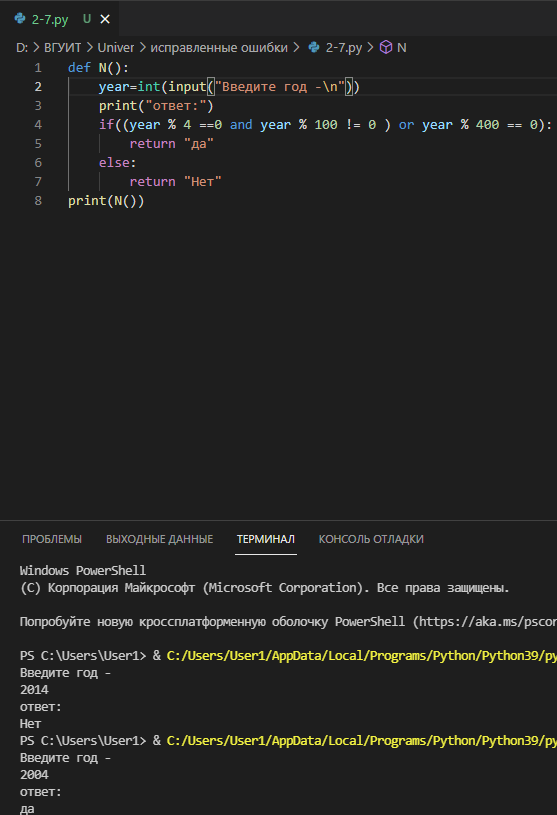 2-7.py U ×
D: > ВГУИТ > Univer > исправленные ошибки > 2-7.py > N
1 def N():
2 year=int(input("Введите год -\n"))
3 print("ответ:")
4 if((year % 4 ==0 and year % 100 != 0 ) or year % 400 == 0):
5 return "да"
6 else:
7 return "Нет"
8 print(N())
ПРОБЛЕМЫ ВЫХОДНЫЕ ДАННЫЕ ТЕРМИНАЛ КОНСОЛЬ ОТЛАДКИ
Windows PowerShell
(C) Корпорация Майкрософт (Microsoft Corporation). Все права защищены.
Попробуйте новую кроссплатформенную оболочку PowerShell (https://aka.ms/pscor
PS C:\Users\User1> & C:/Users/User1/AppData/Local/Programs/Python/Python39/py
Введите год -
2014
ответ:
Нет
PS C:\Users\User1> & C:/Users/User1/AppData/Local/Programs/Python/Python39/py
Введите год -
2004
ответ:
да